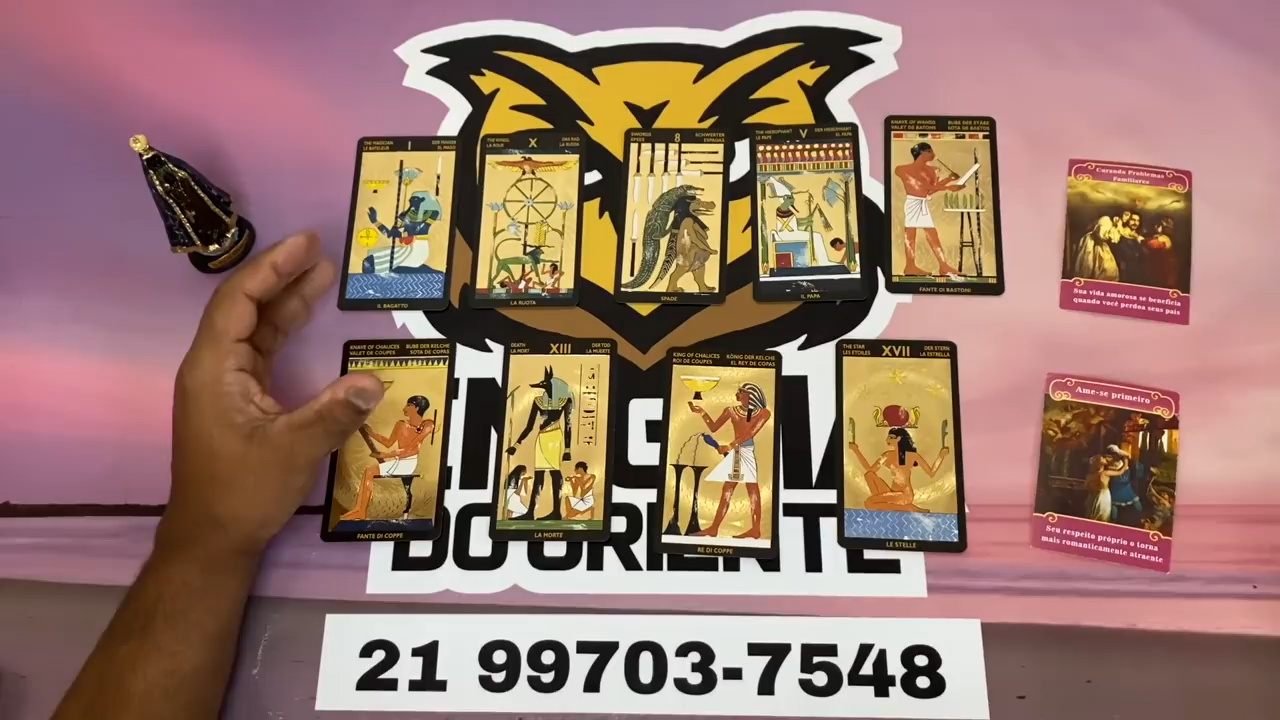 THE MAGICIAN
LE BATELEUR
I
IL BAGATTO
THE WHEEL
LA ROUE
X
DAS RAD
LA RUEDA
LA RUOTA
SWORDS
EPEES
8
SCHWERTEN
ESPADAS
SPADE
THE HIEROPHANT
LE PAPE
V
DER HIEROPHANT
EL PAPA
IL PAPA
KNAVE OF WANDS
VALET DE BATONS
BUBE DER STÄBE
SOTA DE BASTOS
FANTE DI BASTONI
Curando Problemas
Familiares
Sua vida amorosa se beneficia
quando você perdoa seus pais
KNAVE OF CHALICES
VALET DE COUPES
BUBE DER KELCHE
SOTA DE COPAS
FANTE DI COPPE
DEATH
LA MORT
XIII
DER TOD
LA MUERTE
LA MORTE
KING OF CHALICES
ROI DE COUPES
KÖNIG DER KELCHE
EL REY DE COPAS
RE DI COPPE
THE STAR
LES ETOILES
XVII
DER STERN
LA ESTRELLA
LE STELLE
Ame-se primeiro
Seu respeito próprio o torna
mais romanticamente atraente
DO ORIENTE
21 99703-7548